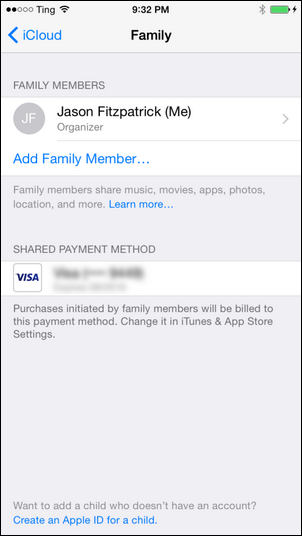 Ting 9:32 PM
iCloud Family
FAMILY MEMBERS
JF Jason Fitzpatrick (Me)
Organizer
Add Family Member…
Family members share music, movies, apps, photos,
location, and more. Learn more…
SHARED PAYMENT METHOD
VISA
Purchases initiated by family members will be billed to
this payment method. Change it in iTunes & App Store
Settings.
Want to add a child who doesn't have an account?
Create an Apple ID for a child.